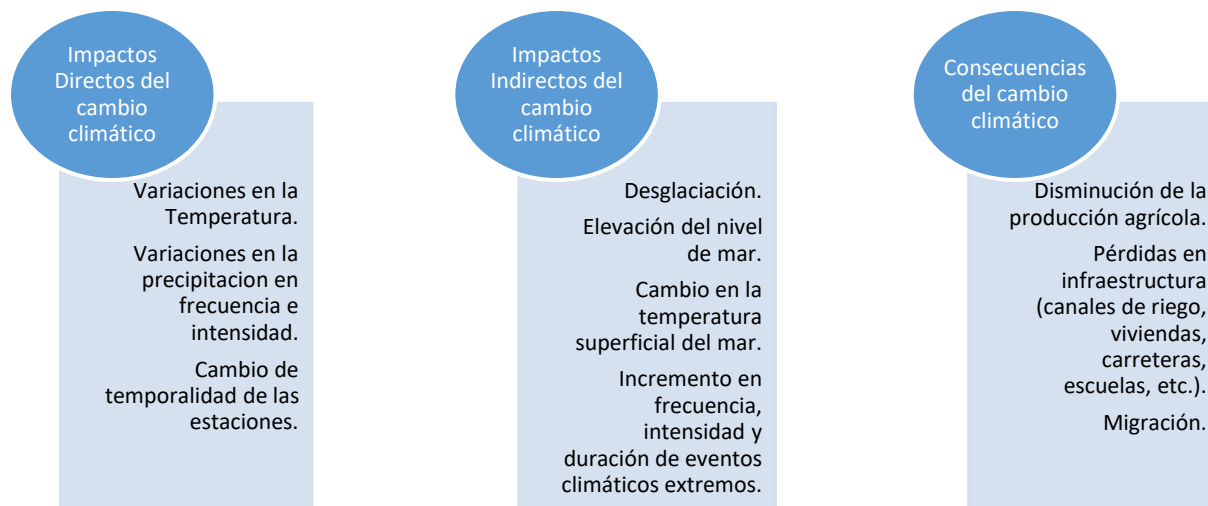 Impactos
Directos del
cambio
climático
Variaciones en la
Temperatura.
Variaciones en la
precipitacion en
frecuencia e
intensidad.
Cambio de
temporalidad de las
estaciones.
Impactos
Indirectos del
cambio
climático
Desglaciación.
Elevación del nivel
de mar.
Cambio en la
temperatura
superficial del mar.
Incremento en
frecuencia,
intensidad y
duración de eventos
climáticos extremos.
Consecuencias
del cambio
climático
Disminución de la
producción agrícola.
Pérdidas en
infraestructura
(canales de riego,
viviendas,
carreteras,
escuelas, etc.).
Migración.